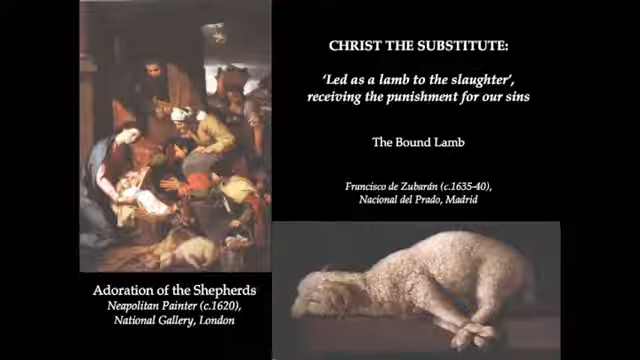 CHRIST THE SUBSTITUTE:
‘Led as a lamb to the slaughter’,
receiving the punishment for our sins
The Bound Lamb
Francisco de Zubarán (c.1635-40),
Nacional del Prado, Madrid
Adoration of the Shepherds
Neapolitan Painter (c.1620),
National Gallery, London